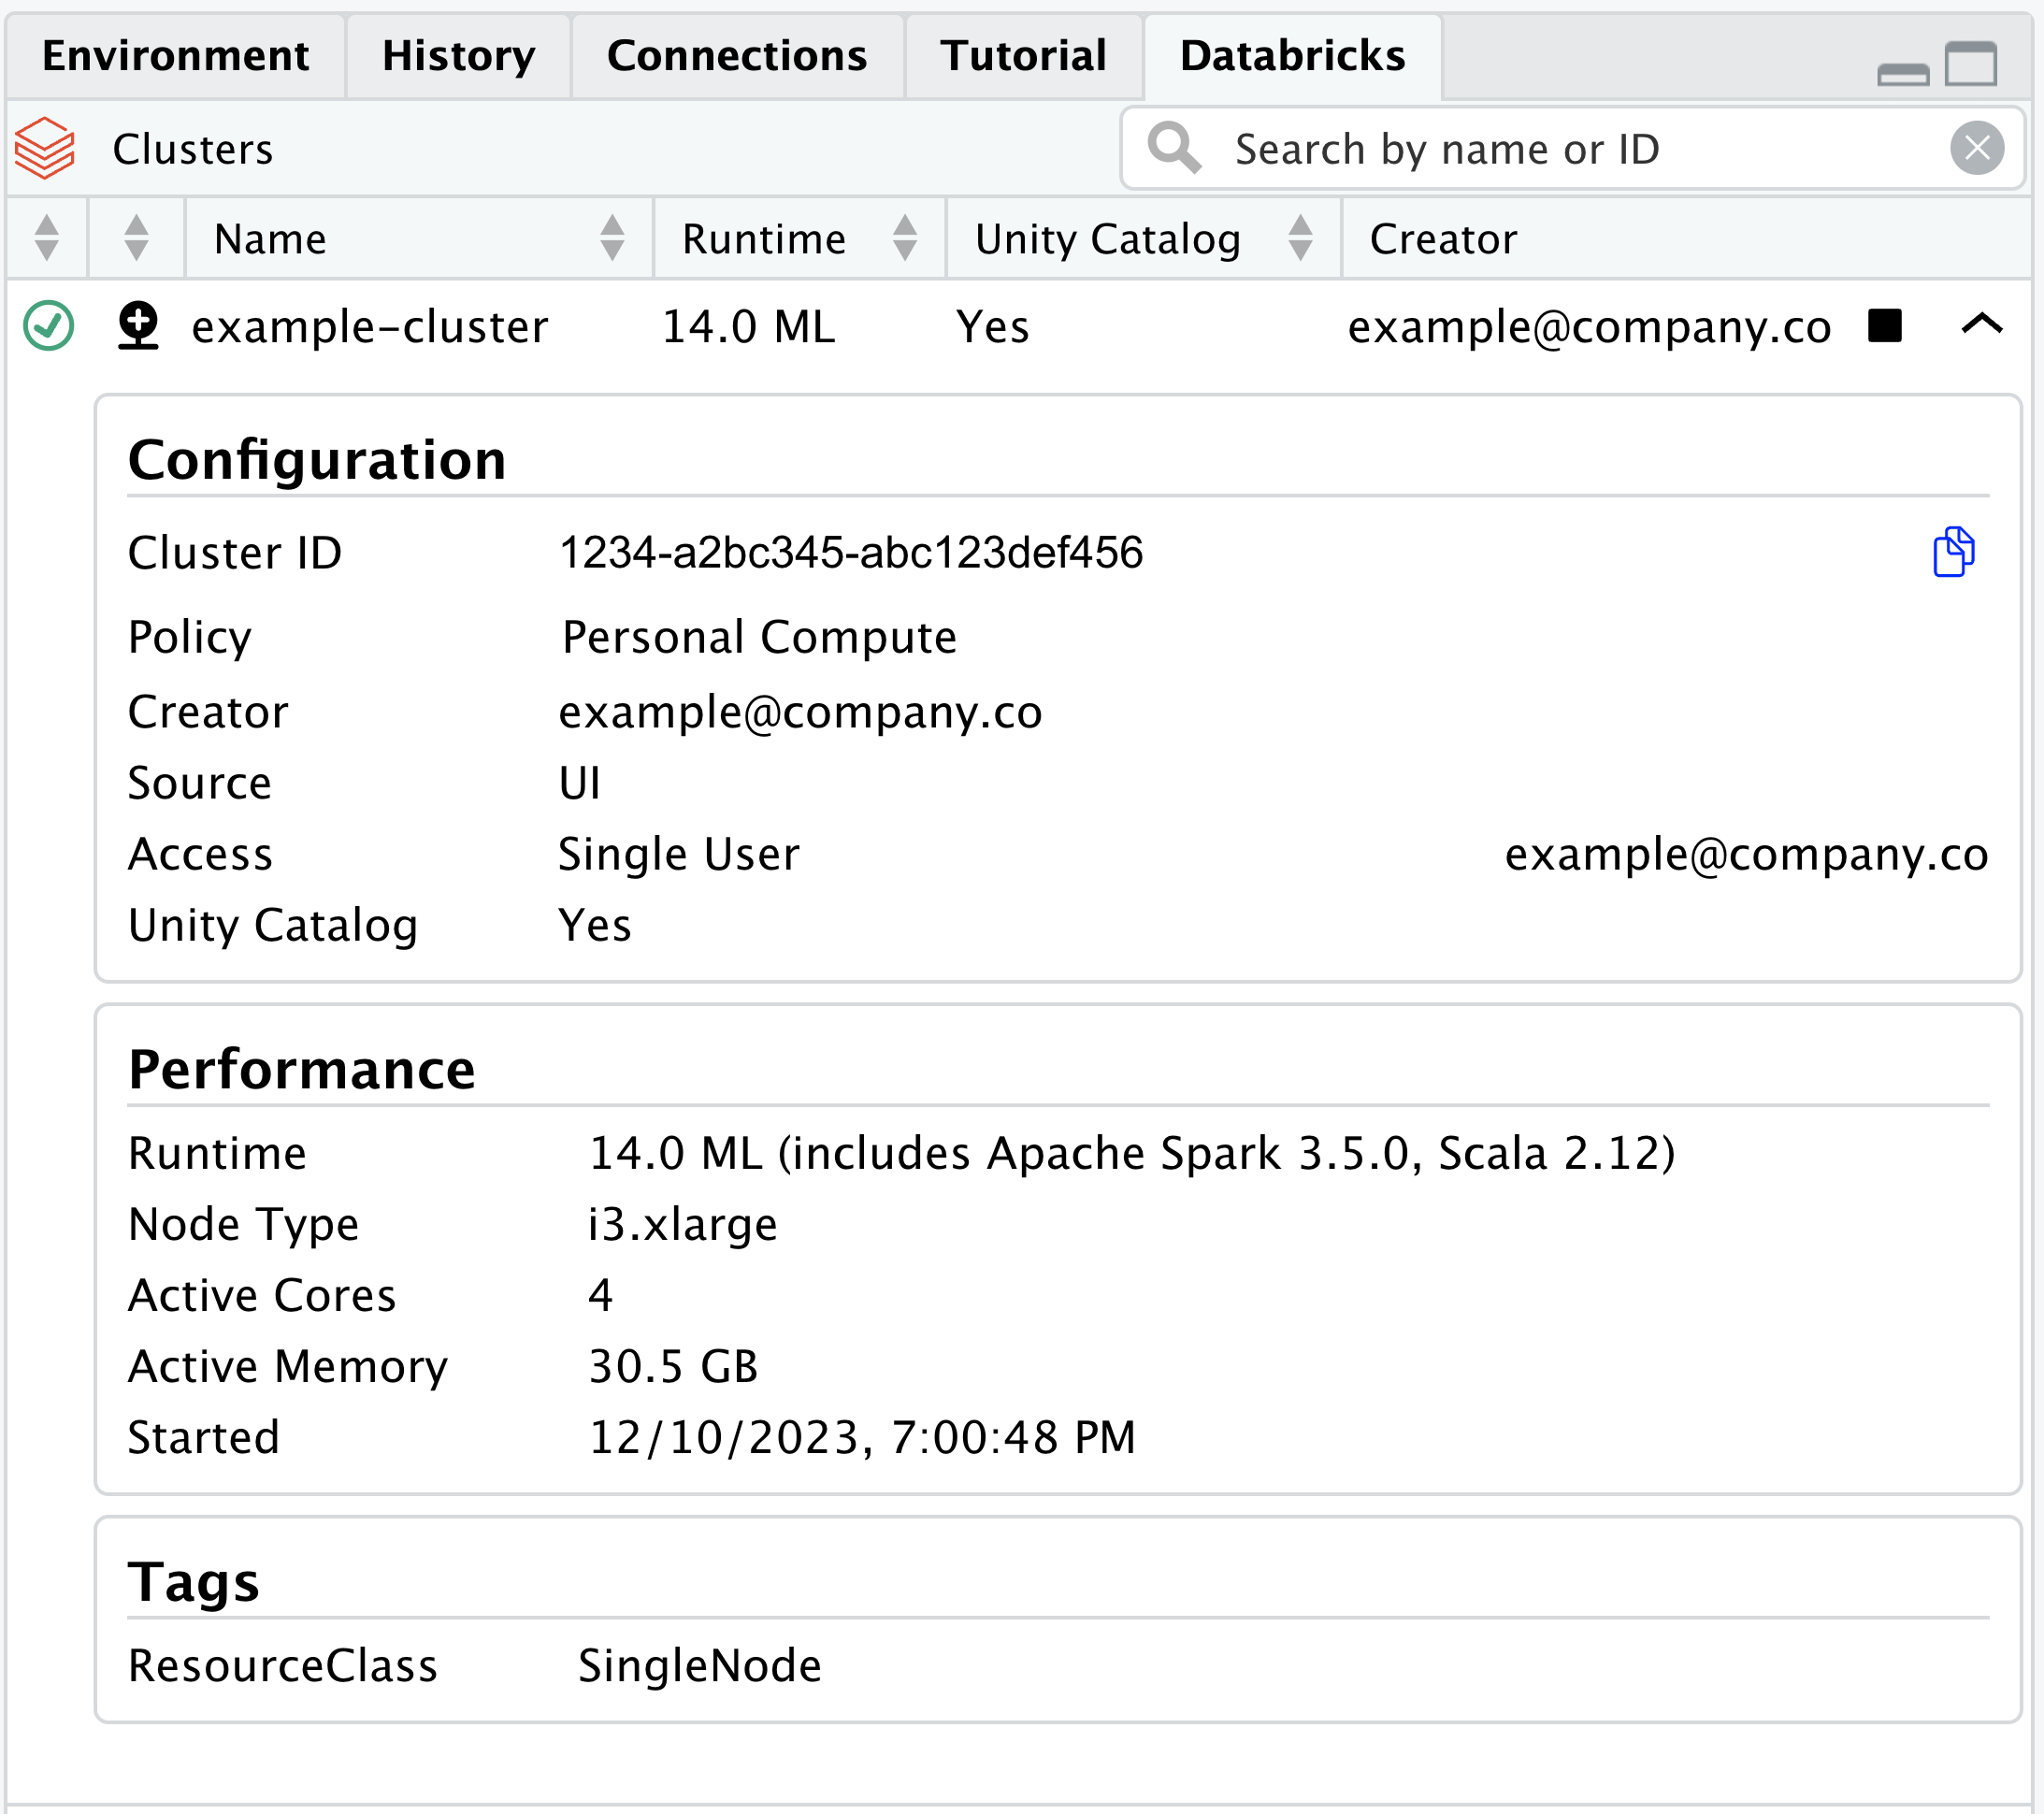 Environment History Connections Tutorial Databricks
Clusters Search by name or ID
Name Runtime Unity Catalog Creator
example-cluster 14.0 ML Yes example@company.co
Configuration
Cluster ID 1234-a2bc345-abc123def456
Policy Personal Compute
Creator example@company.co
Source UI
Access Single User example@company.co
Unity Catalog Yes
Performance
Runtime 14.0 ML (includes Apache Spark 3.5.0, Scala 2.12)
Node Type i3.xlarge
Active Cores 4
Active Memory 30.5 GB
Started 12/10/2023, 7:00:48 PM
Tags
ResourceClass SingleNode